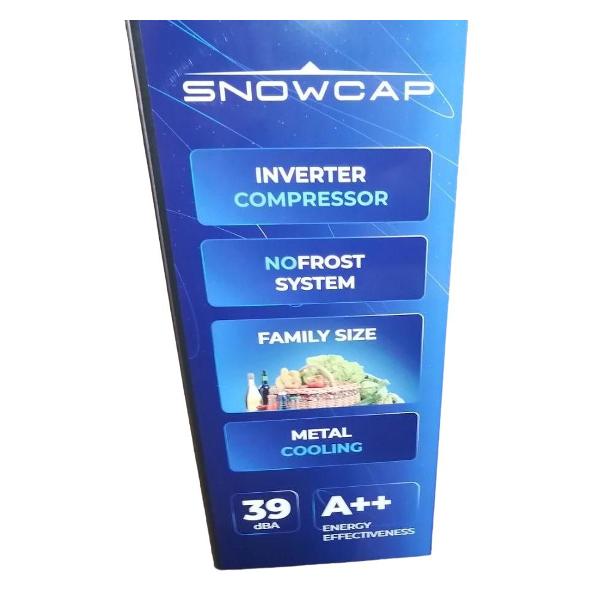 SNOWCAP
INVERTER
COMPRESSOR
NOFROST
SYSTEM
FAMILY SIZE
METAL
COOLING
39
dBA
A++
ENERGY
EFFECTIVENESS